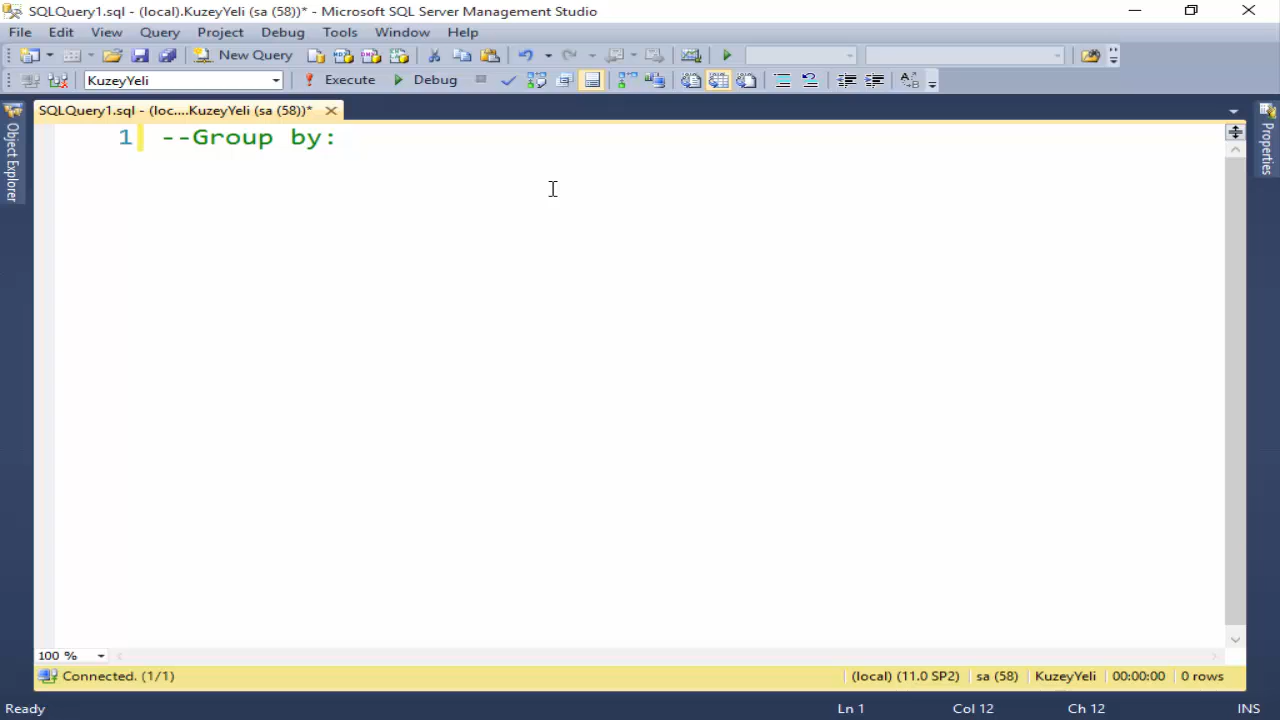 SQLQuery1.sql - (local).KuzeyYeli (sa (58))* - Microsoft SQL Server Management Studio
File Edit View Query Project Debug Tools Window Help
New Query
KuzeyYeli Execute Debug
SQLQuery1.sql - (loc....KuzeyYeli (sa (58))*
Object Explorer
Properties
1 --Group by:
100 %
Connected. (1/1) (local) (11.0 SP2) sa (58) KuzeyYeli 00:00:00 0 rows
Ready Ln 1 Col 12 Ch 12 INS